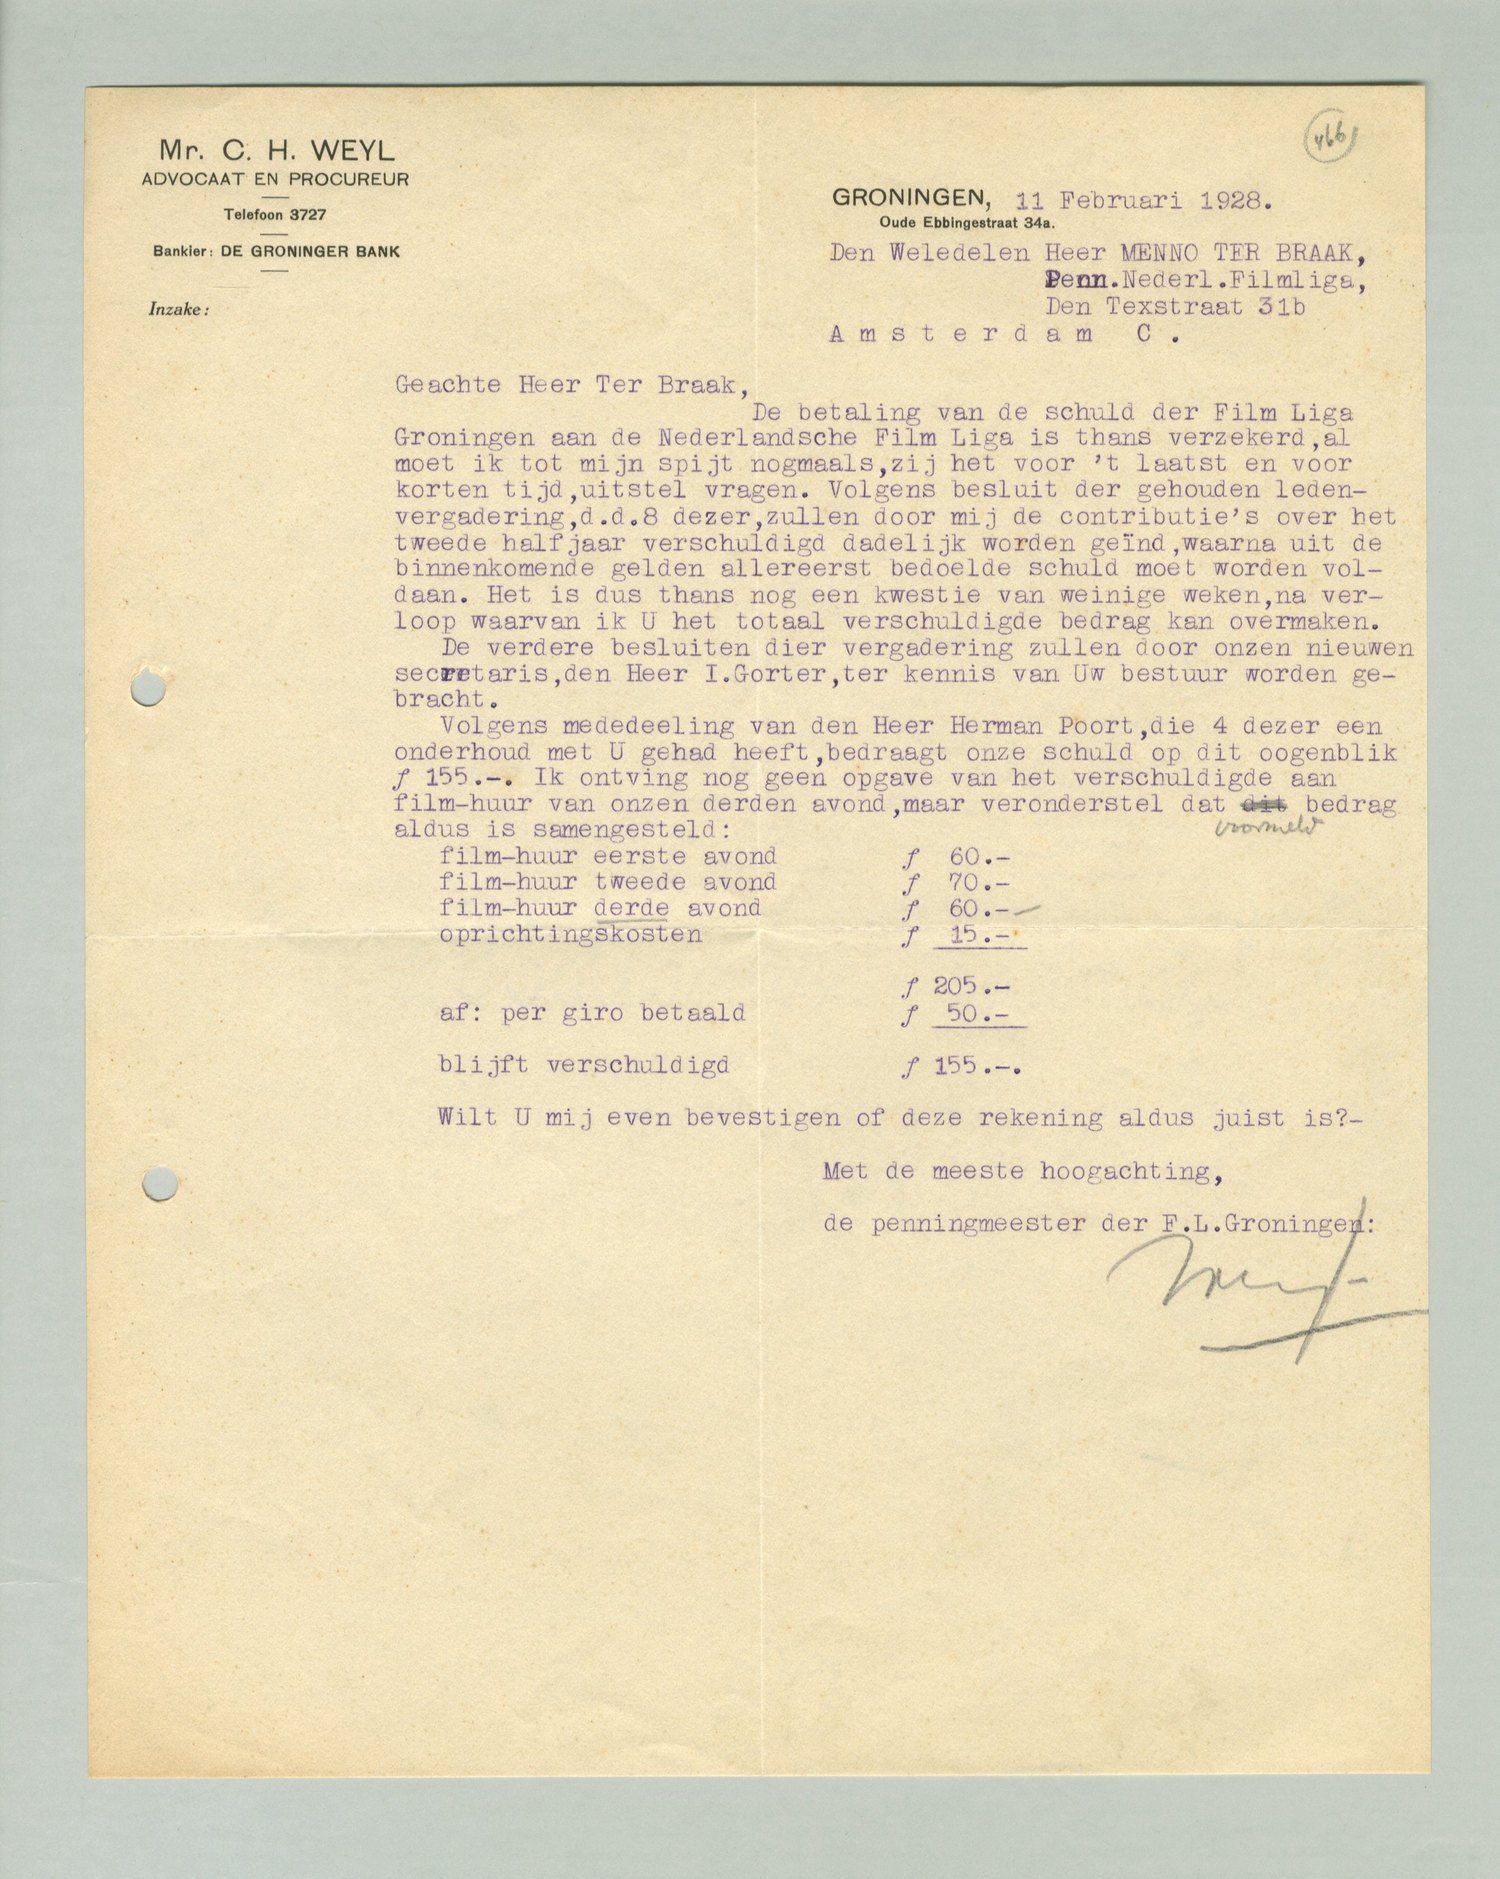 466
Mr. C. H. WEYL
ADVOCAAT EN PROCUREUR
Telefoon 3727
Bankier: DE GRONINGER BANK
Inzake:
GRONINGEN, 11 Februari 1928.
Oude Ebbingestraat 34a.
Den Weledelen Heer MENNO TER BRAAK,
Penn.Nederl.Filmliga,
Den Texstraat 31b
Amsterdam C.
Geachte Heer Ter Braak,
De betaling van de schuld der Film Liga
Groningen aan de Nederlandsche Film Liga is thans verzekerd,al
moet ik tot mijn spijt nogmaals,zij het voor 't laatst en voor
korten tijd,uitstel vragen. Volgens besluit der gehouden leden-
vergadering,d.d.8 dezer,zullen door mij de contributie's over het
tweede halfjaar verschuldigd dadelijk worden geïnd,waarna uit de
binnenkomende gelden allereerst bedoelde schuld moet worden vol-
daan. Het is dus thans nog een kwestie van weinige weken,na ver-
loop waarvan ik U het totaal verschuldigde bedrag kan overmaken.
De verdere besluiten dier vergadering zullen door onzen nieuwen
secretaris,den Heer I.Gorter,ter kennis van Uw bestuur worden ge-
bracht.
Volgens mededeeling van den Heer Herman Poort,die 4 dezer een
onderhoud met U gehad heeft,bedraagt onze schuld op dit oogenblik
ƒ 155.-. Ik ontving nog geen opgave van het verschuldigde aan
film-huur van onzen derden avond,maar veronderstel dat dit bedrag
voormeld
aldus is samengesteld:
film-huur eerste avond ƒ 60.-
film-huur tweede avond ƒ 70.-
film-huur derde avond ƒ 60.-
oprichtingskosten ƒ 15.-
ƒ 205.-
af: per giro betaald ƒ 50.-
blijft verschuldigd ƒ 155.-.
Wilt U mij even bevestigen of deze rekening aldus juist is?-
Met de meeste hoogachting,
de penningmeester der F.L.Groningen: